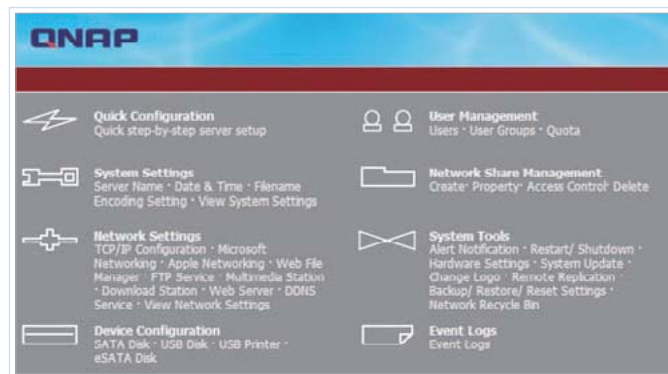 QNAP
Quick Configuration
Quick step-by-step server setup
System Settings
Server Name · Date & Time · Filename
Encoding Setting · View System Settings
Network Settings
TCP/IP Configuration · Microsoft
Networking · Apple Networking · Web File
Manager · FTP Service · Multimedia Station
· Download Station · Web Server · DDNS
Service · View Network Settings
Device Configuration
SATA Disk · USB Disk · USB Printer ·
eSATA Disk
User Management
Users · User Groups · Quota
Network Share Management
Create· Property· Access Control· Delete
System Tools
Alert Notification · Restart/ Shutdown ·
Hardware Settings · System Update ·
Change Logo · Remote Replication ·
Backup/ Restore/ Reset Settings ·
Network Recycle Bin
Event Logs
Event Logs